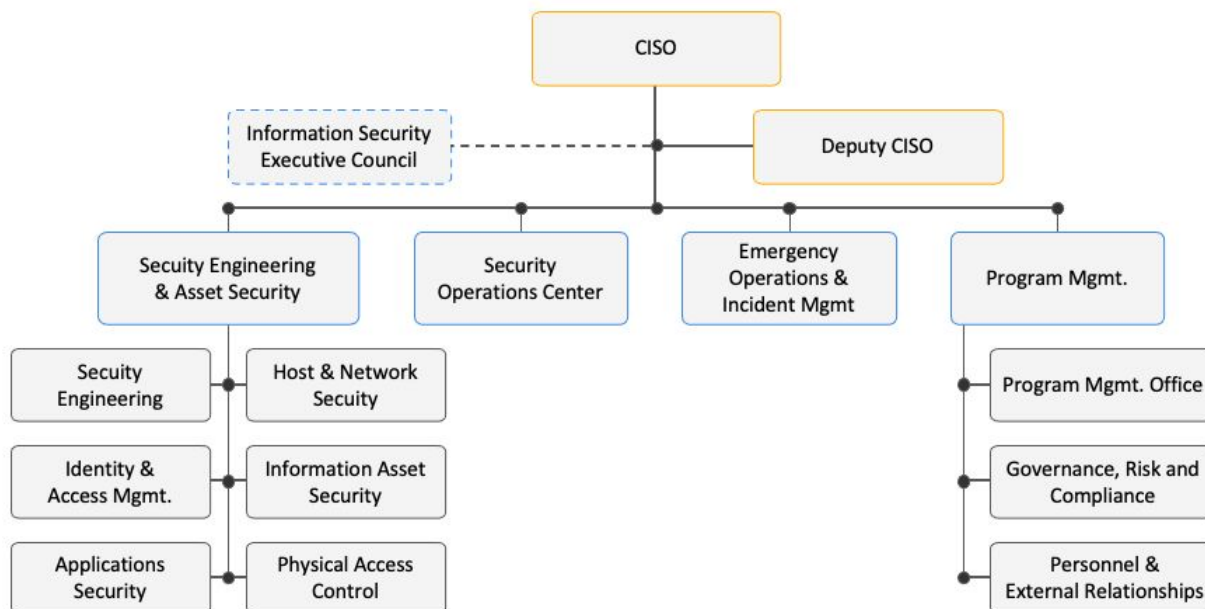 CISO
Information Security
Executive Council
Deputy CISO
Secuity Engineering
& Asset Security
Security
Operations Center
Emergency
Operations &
Incident Mgmt
Program Mgmt.
Secuity
Engineering
Host & Network
Secuity
Program Mgmt. Office
Identity &
Access Mgmt.
Information Asset
Security
Governance, Risk and
Compliance
Applications
Security
Physical Access
Control
Personnel &
External Relationships